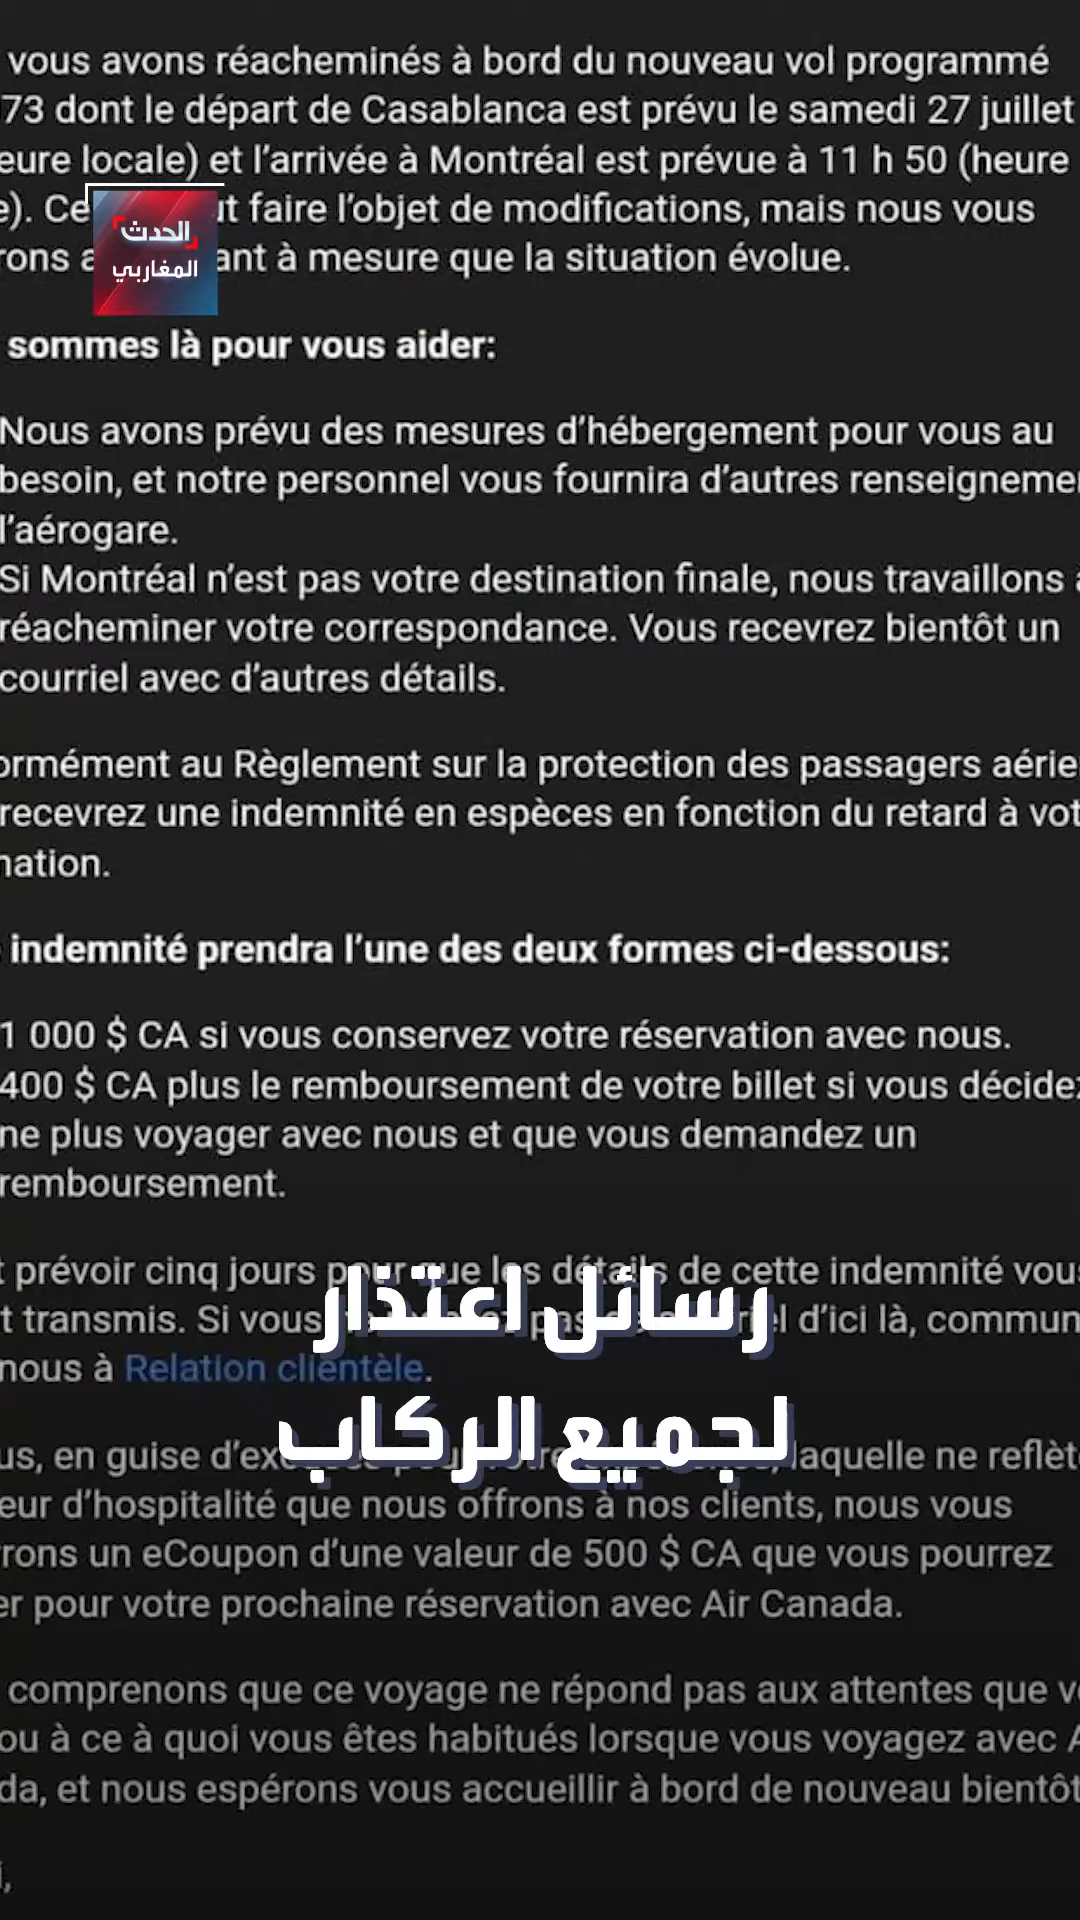 vous avons réacheminés à bord du nouveau vol programmé
73 dont le départ de Casablanca est prévu le samedi 27 juillet
eure locale) et l’arrivée à Montréal est prévue à 11 h 50 (heure
e). Ce ut faire l’objet de modifications, mais nous vous
rons a ant à mesure que la situation évolue.
الحدث
المغاربي
sommes là pour vous aider:
Nous avons prévu des mesures d’hébergement pour vous au
besoin, et notre personnel vous fournira d’autres renseigneme
l’aérogare.
Si Montréal n’est pas votre destination finale, nous travaillons
réacheminer votre correspondance. Vous recevrez bientôt un
courriel avec d’autres détails.
ormément au Règlement sur la protection des passagers aérie
recevrez une indemnité en espèces en fonction du retard à vot
nation.
indemnité prendra l’une des deux formes ci-dessous:
1 000 $ CA si vous conservez votre réservation avec nous.
400 $ CA plus le remboursement de votre billet si vous décidez
ne plus voyager avec nous et que vous demandez un
remboursement.
t prévoir cinq jours pour que les détails de cette indemnité vou
t transmis. Si vous pas riel d’ici là, commun
nous à Relation clientèle.
رسائل اعتذار
لجميع الركاب
us, en guise d’exc laquelle ne reflèt
eur d’hospitalité que nous offrons à nos clients, nous vous
rons un eCoupon d’une valeur de 500 $ CA que vous pourrez
er pour votre prochaine réservation avec Air Canada.
comprenons que ce voyage ne répond pas aux attentes que v
ou à ce à quoi vous êtes habitués lorsque vous voyagez avec A
da, et nous espérons vous accueillir à bord de nouveau bientôt